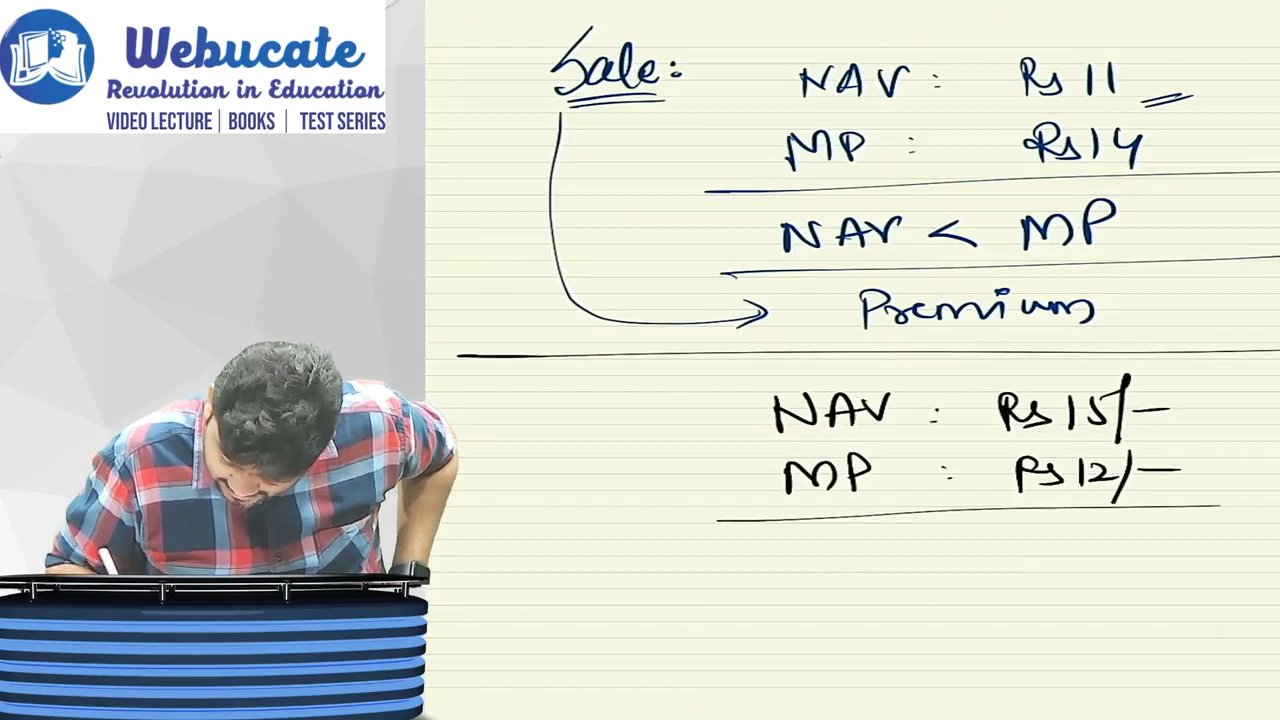 Webucate
Revolution in Education
VIDEO LECTURE | BOOKS | TEST SERIES
Sale:
NAV : Rs 11
MP : Rs 14
NAV < MP
Premium
NAV : Rs 15/-
MP : Rs 12/-